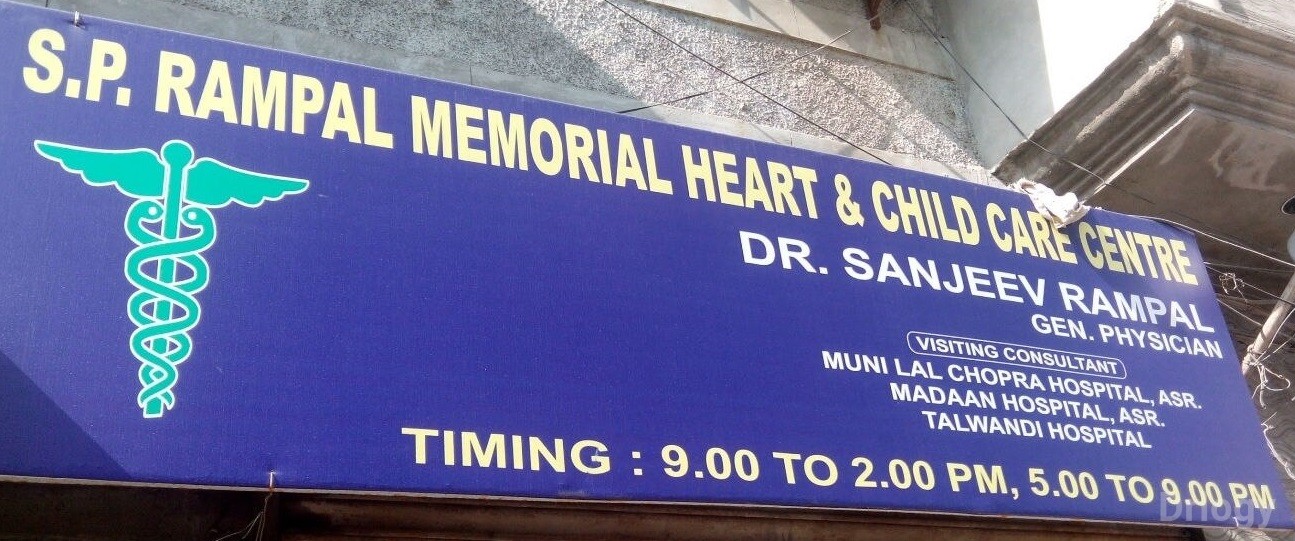 S.P. RAMPAL MEMORIAL HEART & CHILD CARE CENTRE
DR. SANJEEV RAMPAL
GEN. PHYSICIAN
VISITING CONSULTANT
MUNI LAL CHOPRA HOSPITAL, ASR.
MADAAN HOSPITAL, ASR.
TALWANDI HOSPITAL
TIMING : 9.00 TO 2.00 PM, 5.00 TO 9.00 PM
Drlogy